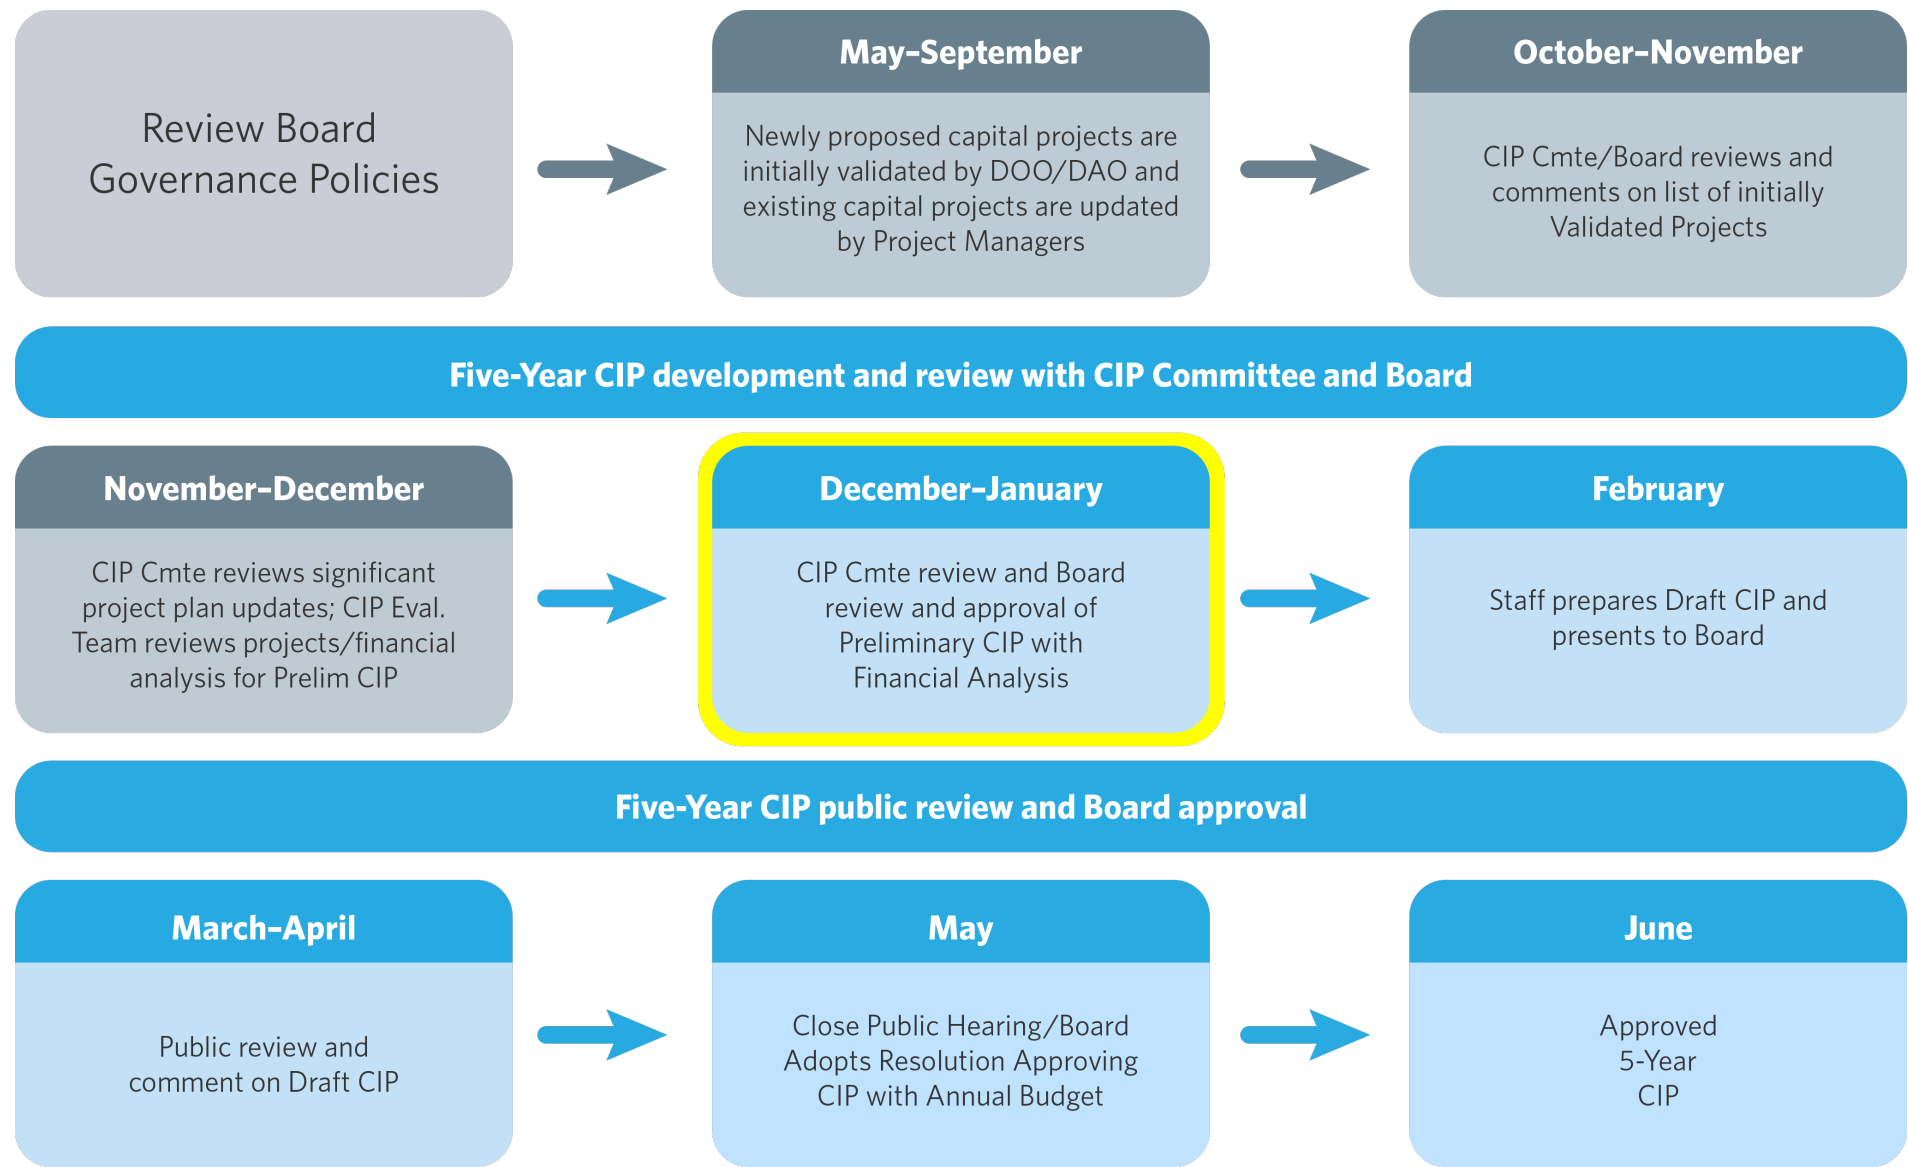 Review Board
Governance Policies
May–September
Newly proposed capital projects are
initially validated by DOO/DAO and
existing capital projects are updated
by Project Managers
October–November
CIP Cmte/Board reviews and
comments on list of initially
Validated Projects
Five-Year CIP development and review with CIP Committee and Board
November–December
CIP Cmte reviews significant
project plan updates; CIP Eval.
Team reviews projects/financial
analysis for Prelim CIP
December–January
CIP Cmte review and Board
review and approval of
Preliminary CIP with
Financial Analysis
February
Staff prepares Draft CIP and
presents to Board
Five-Year CIP public review and Board approval
March–April
Public review and
comment on Draft CIP
May
Close Public Hearing/Board
Adopts Resolution Approving
CIP with Annual Budget
June
Approved
5-Year
CIP